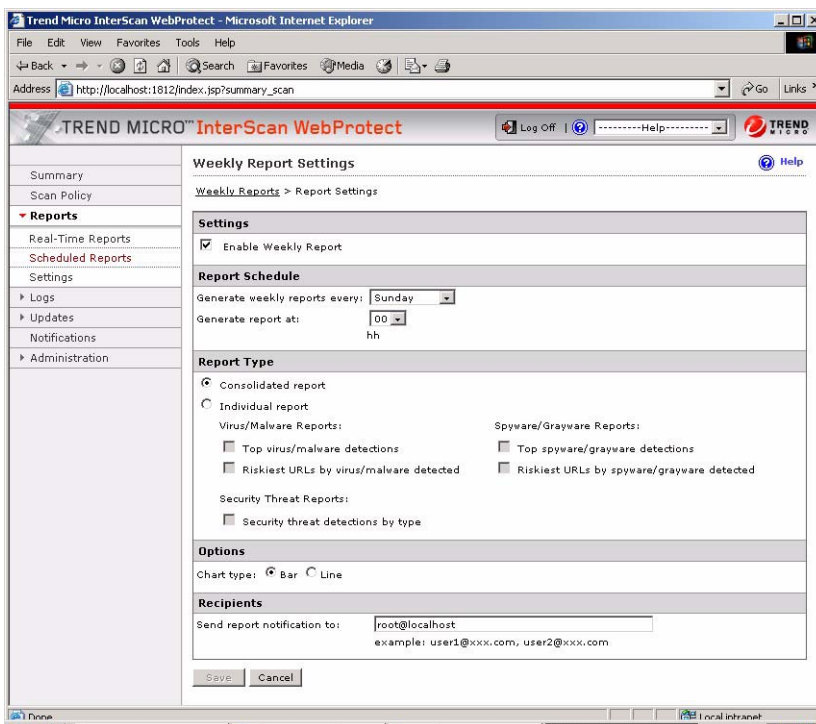 Trend Micro InterScan WebProtect - Microsoft Internet Explorer
File Edit View Favorites Tools Help
Back Search Favorites Media
Address http://localhost:1812/index.jsp?summary_scan Go Links »
TREND MICRO™ InterScan WebProtect Log Off | ---------Help--------- TREND MICRO
Summary
Scan Policy
Reports
Real-Time Reports
Scheduled Reports
Settings
Logs
Updates
Notifications
Administration
Weekly Report Settings Help
Weekly Reports > Report Settings
Settings
Enable Weekly Report
Report Schedule
Generate weekly reports every: Sunday
Generate report at: 00
hh
Report Type
Consolidated report
Individual report
Virus/Malware Reports: Spyware/Grayware Reports:
Top virus/malware detections Top spyware/grayware detections
Riskiest URLs by virus/malware detected Riskiest URLs by spyware/grayware detected
Security Threat Reports:
Security threat detections by type
Options
Chart type: Bar Line
Recipients
Send report notification to: root@localhost
example: user1@xxx.com, user2@xxx.com
Save Cancel
Done Local intranet